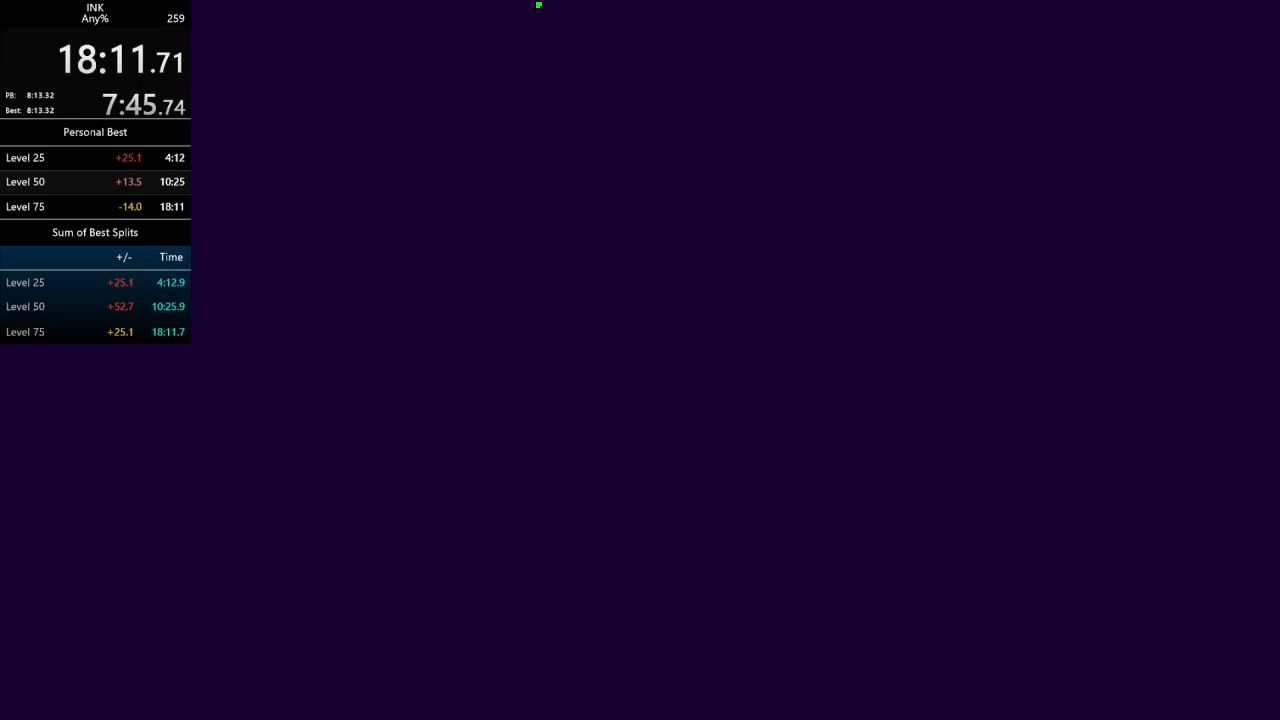 INK
Any% 259
18:11.71
PB: 8:13.32
Best: 8:13.32
7:45.74
Personal Best
Level 25 +25.1 4:12
Level 50 +13.5 10:25
Level 75 -14.0 18:11
Sum of Best Splits
+/- Time
Level 25 +25.1 4:12.9
Level 50 +52.7 10:25.9
Level 75 +25.1 18:11.7